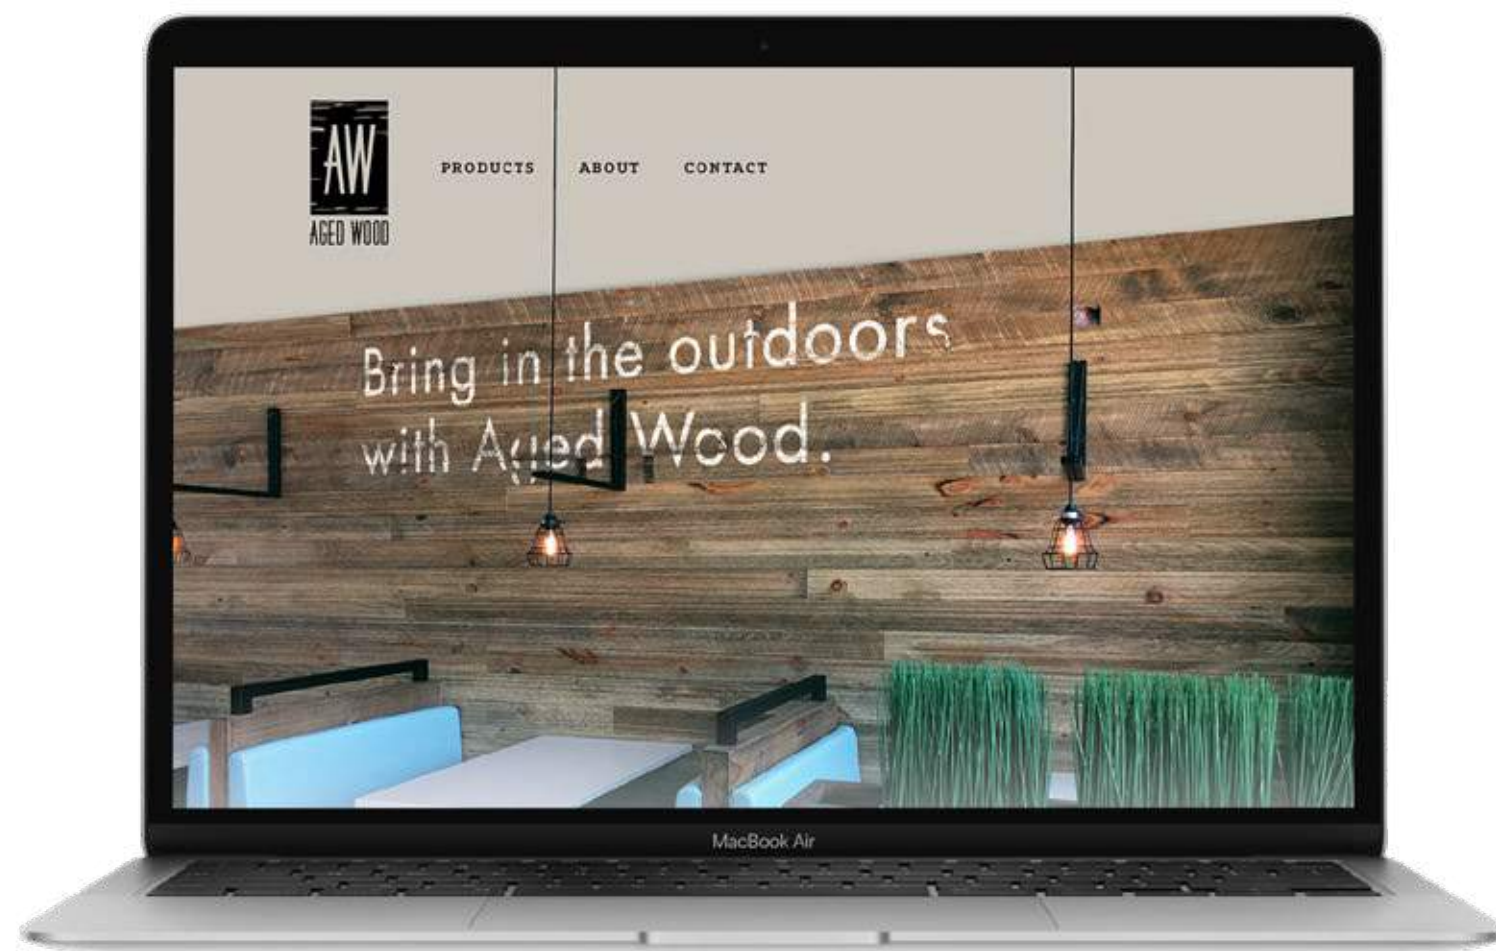 AW
AGED WOOD
PRODUCTS ABOUT CONTACT
Bring in the outdoors
with Aged Wood.
MacBook Air